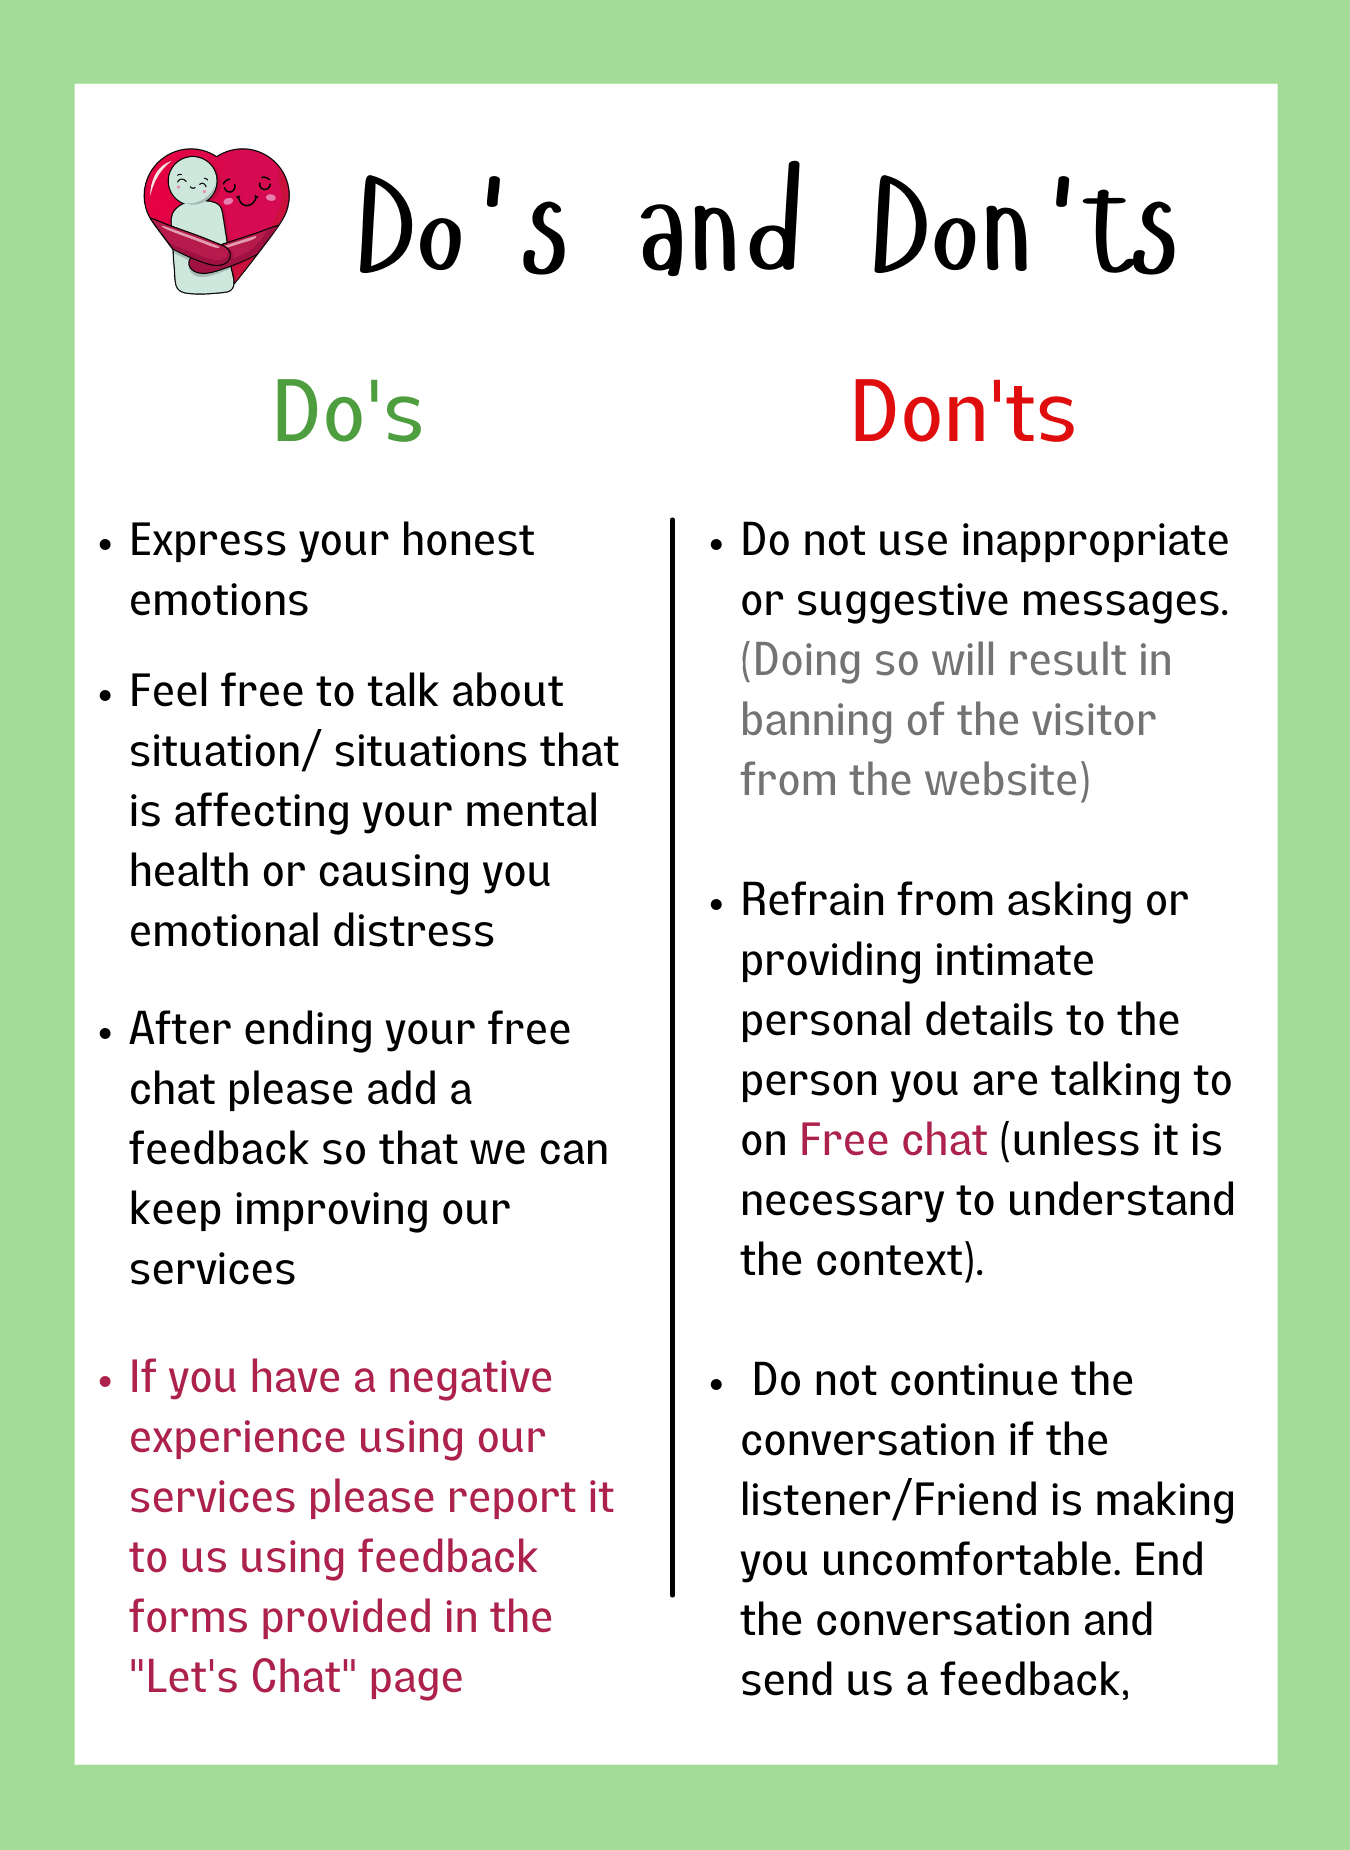 Do's and Don'ts
Do's
Express your honest
emotions
Feel free to talk about
situation/ situations that
is affecting your mental
health or causing you
emotional distress
After ending your free
chat please add a
feedback so that we can
keep improving our
services
If you have a negative
experience using our
services please report it
to us using feedback
forms provided in the
"Let's Chat" page
Don'ts
Do not use inappropriate
or suggestive messages.
(Doing so will result in
banning of the visitor
from the website)
Refrain from asking or
providing intimate
personal details to the
person you are talking to
on Free chat (unless it is
necessary to understand
the context).
Do not continue the
conversation if the
listener/Friend is making
you uncomfortable. End
the conversation and
send us a feedback,